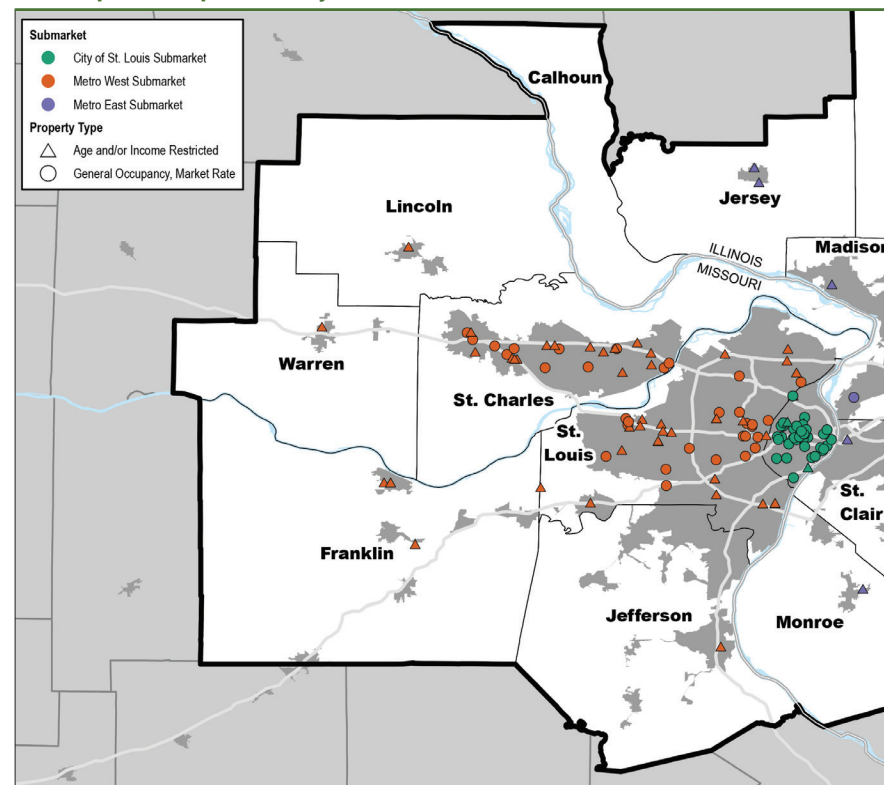 Submarket
City of St. Louis Submarket
Metro West Submarket
Metro East Submarket
Property Type
Age and/or Income Restricted
General Occupancy, Market Rate
Calhoun
Jersey
Lincoln
ILLINOIS
MISSOURI
Madison
Warren
St. Charles
St.
Louis
St.
Clair
Franklin
Jefferson
Monroe